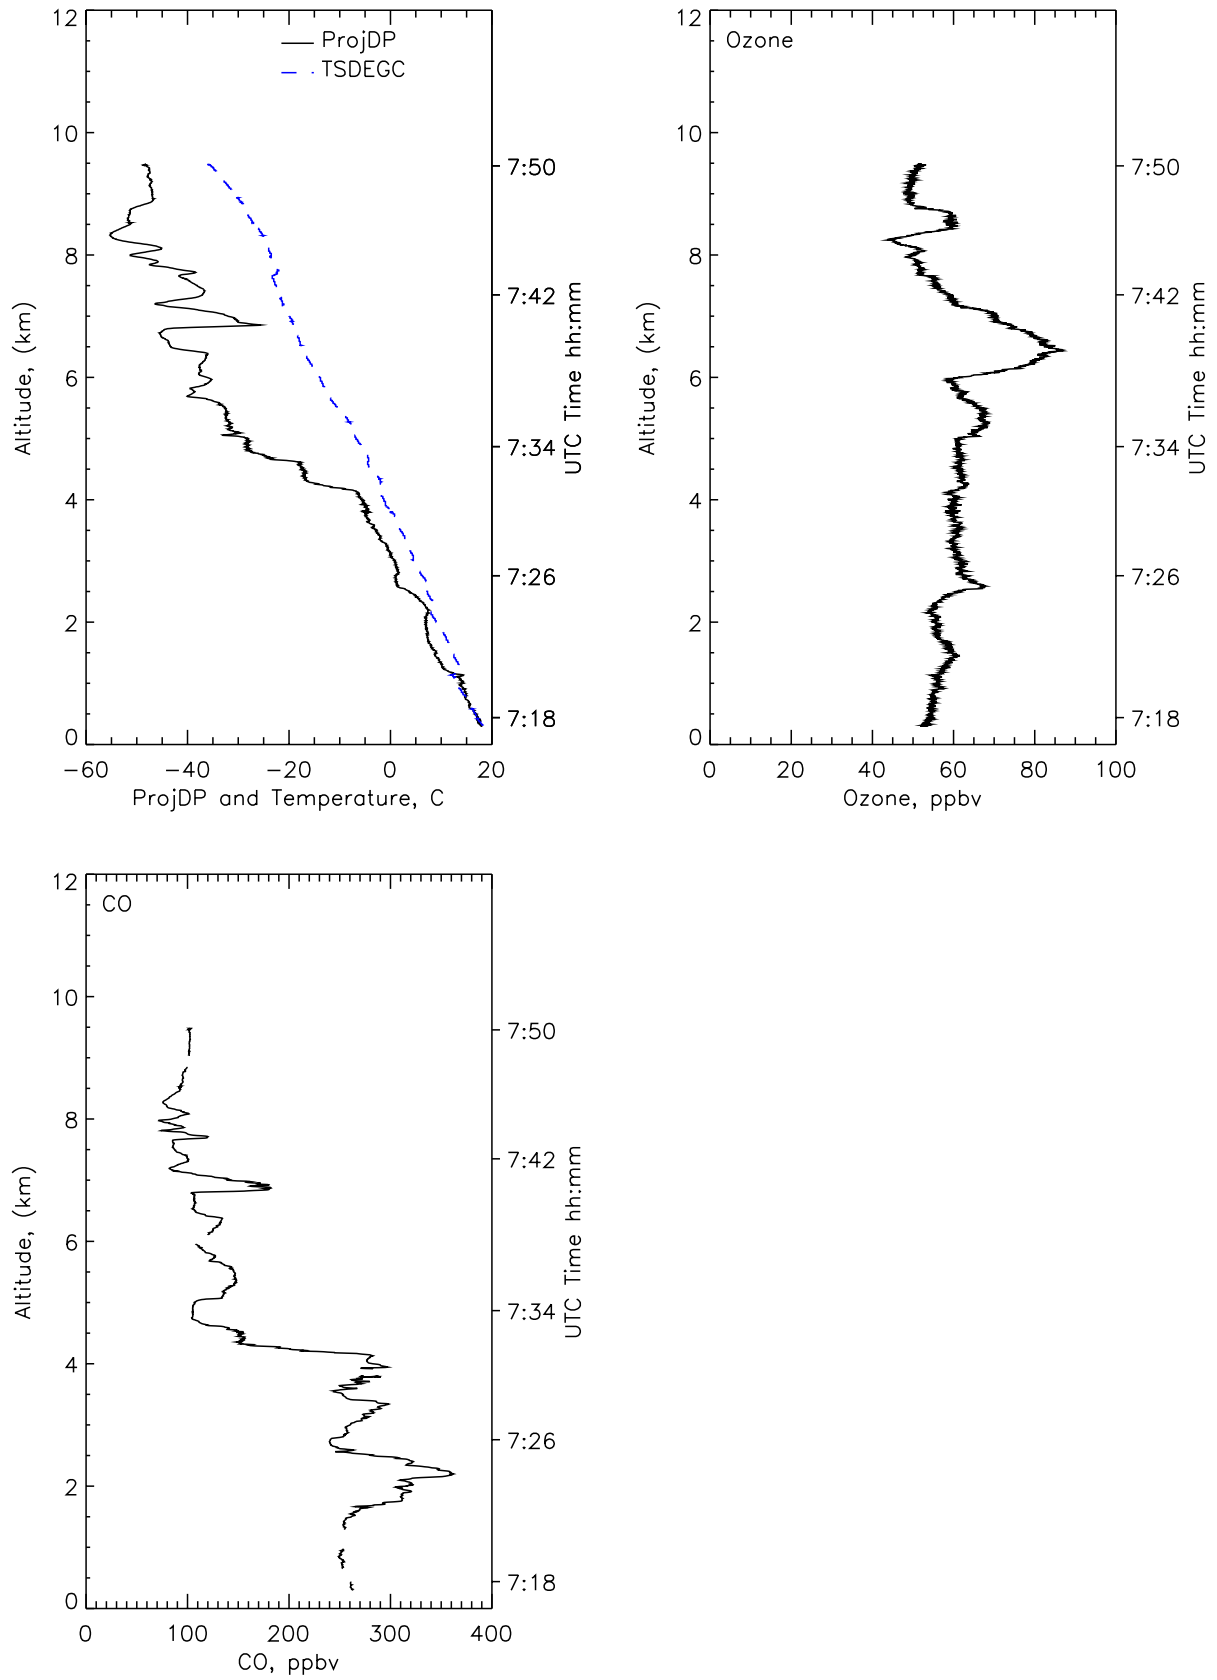 ProjDP
TSDEGC
12
10
8
6
4
2
0
Altitude, (km)
7:50
7:42
7:34
7:26
7:18
UTC Time hh:mm
−60 −40 −20 0 20
ProjDP and Temperature, C
Ozone
12
10
8
6
4
2
0
Altitude, (km)
7:50
7:42
7:34
7:26
7:18
UTC Time hh:mm
0 20 40 60 80 100
Ozone, ppbv
CO
12
10
8
6
4
2
0
Altitude, (km)
7:50
7:42
7:34
7:26
7:18
UTC Time hh:mm
0 100 200 300 400
CO, ppbv